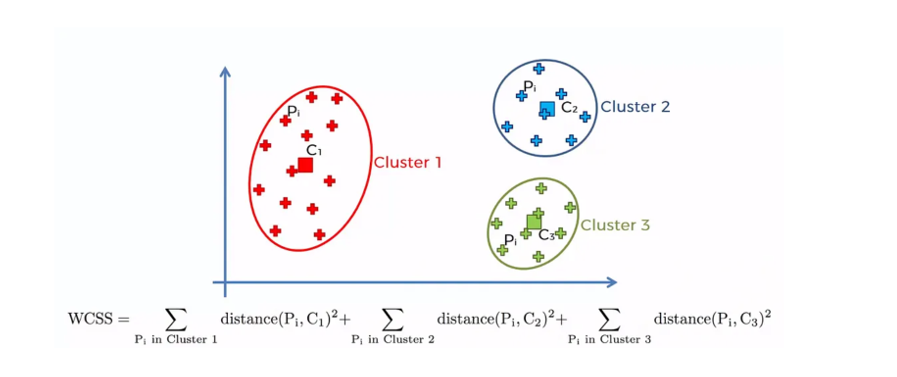 Pi
C1
Cluster 1
Pi
C2
Cluster 2
Pi
C3
Cluster 3
WCSS = ∑ distance(Pi, C1)²+ ∑ distance(Pi, C2)²+ ∑ distance(Pi, C3)²
Pi in Cluster 1 Pi in Cluster 2 Pi in Cluster 3